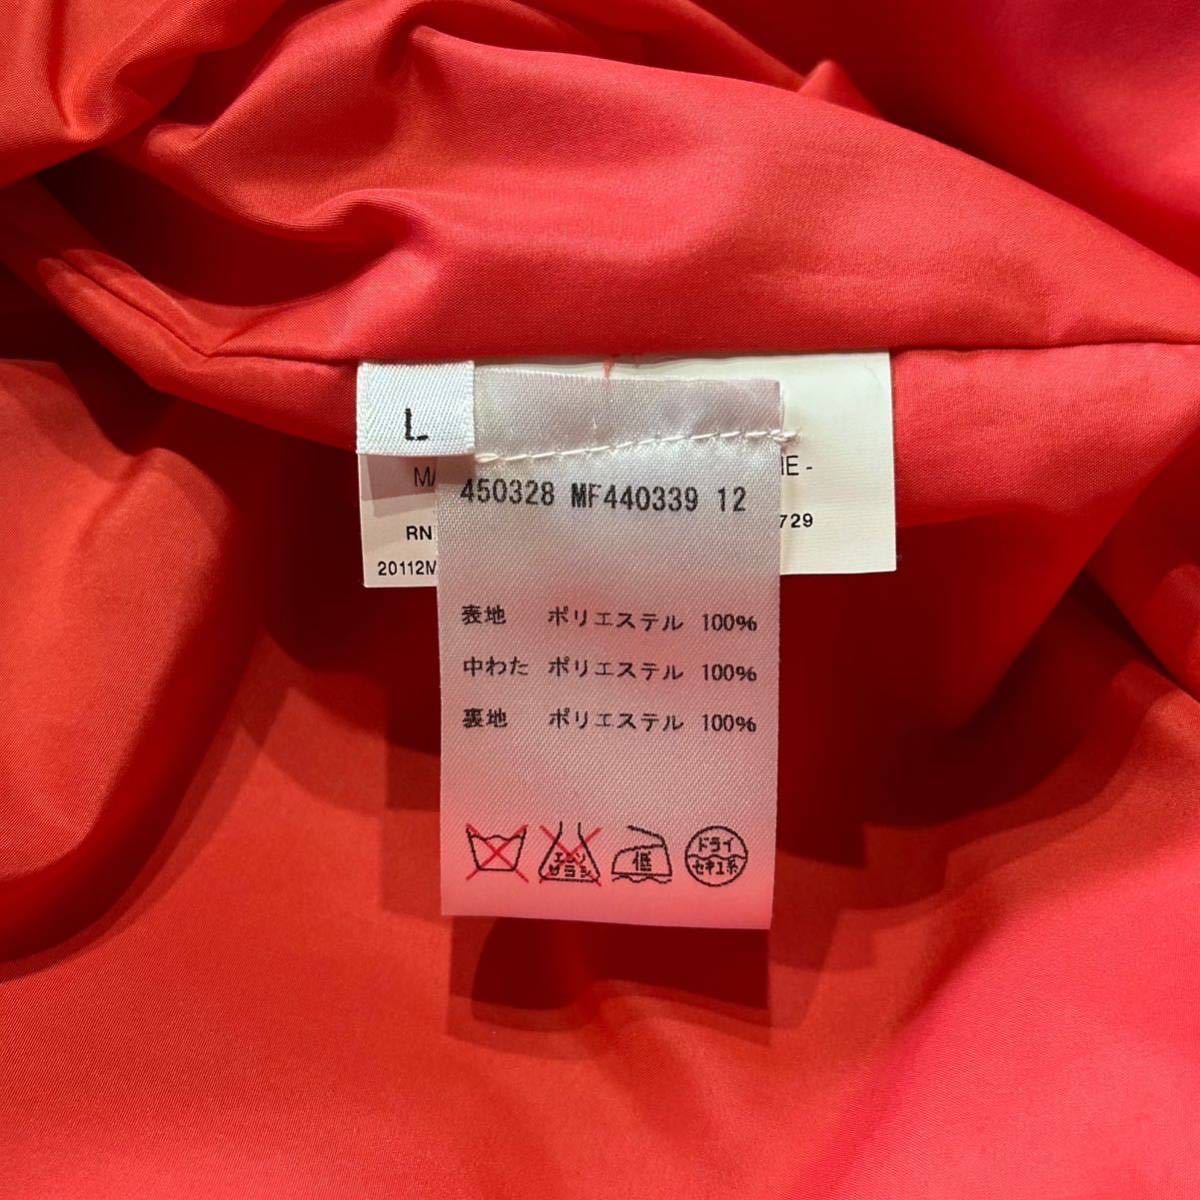 L
450328 MF440339 12
RN
729
20112M
表地 ポリエステル 100%
中わた ポリエステル 100%
裏地 ポリエステル 100%
エンソ サラシ
低
ドライ
セキユ系